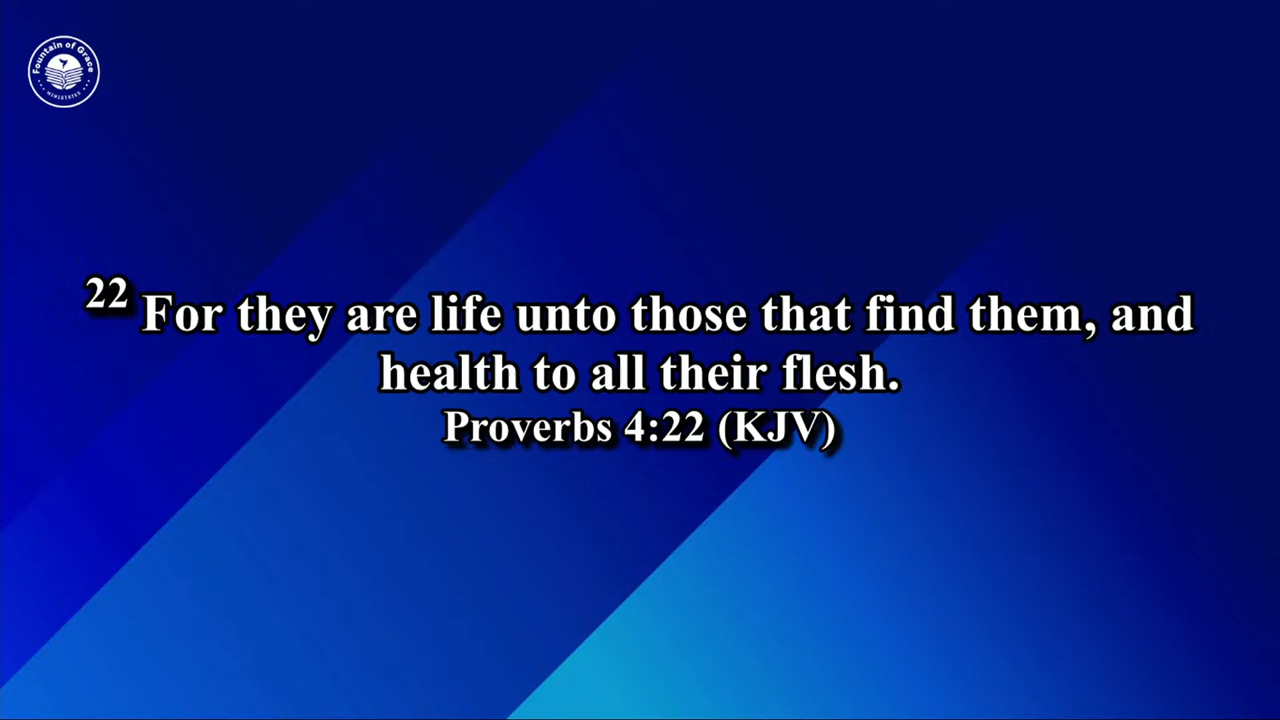 Fountain of Grace
MINISTRIES
22 For they are life unto those that find them, and
health to all their flesh.
Proverbs 4:22 (KJV)